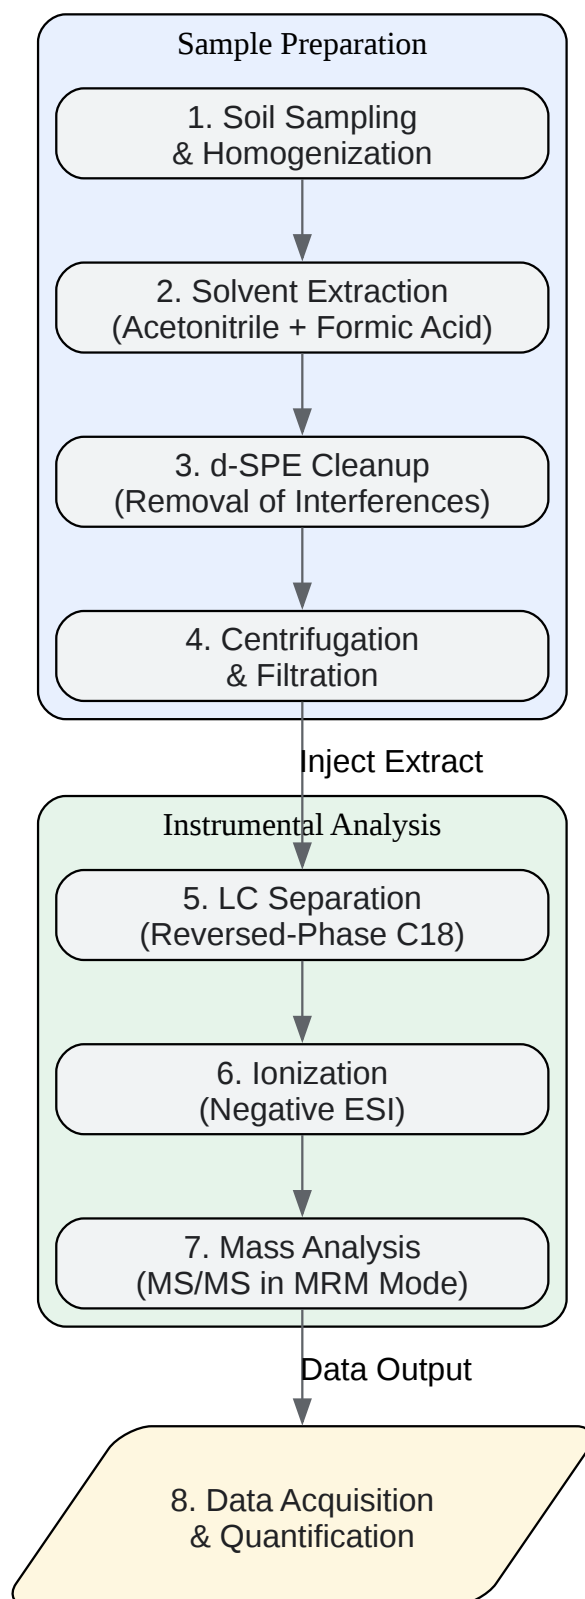 Sample Preparation
1. Soil Sampling
& Homogenization
2. Solvent Extraction
(Acetonitrile + Formic Acid)
3. d-SPE Cleanup
(Removal of Interferences)
4. Centrifugation
& Filtration
Inject Extract
Instrumental Analysis
5. LC Separation
(Reversed-Phase C18)
6. Ionization
(Negative ESI)
7. Mass Analysis
(MS/MS in MRM Mode)
Data Output
8. Data Acquisition
& Quantification